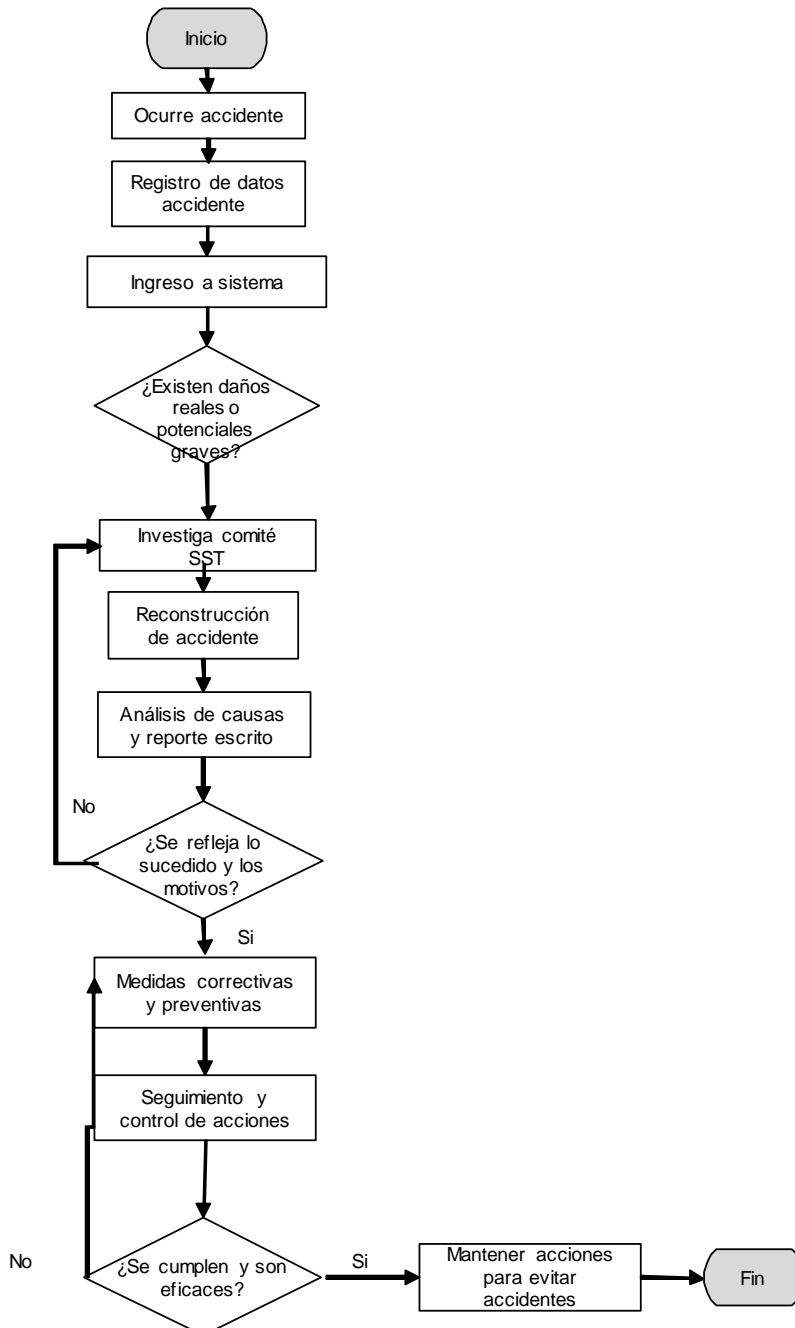 Inicio
Ocurre accidente
Registro de datos
accidente
Ingreso a sistema
¿Existen daños
reales o
potenciales
graves?
Investiga comité
SST
Reconstrucción
de accidente
Análisis de causas
y reporte escrito
No
¿Se refleja lo
sucedido y los
motivos?
Si
Medidas correctivas
y preventivas
Seguimiento y
control de acciones
No
¿Se cumplen y son
eficaces?
Si
Mantener acciones
para evitar
accidentes
Fin